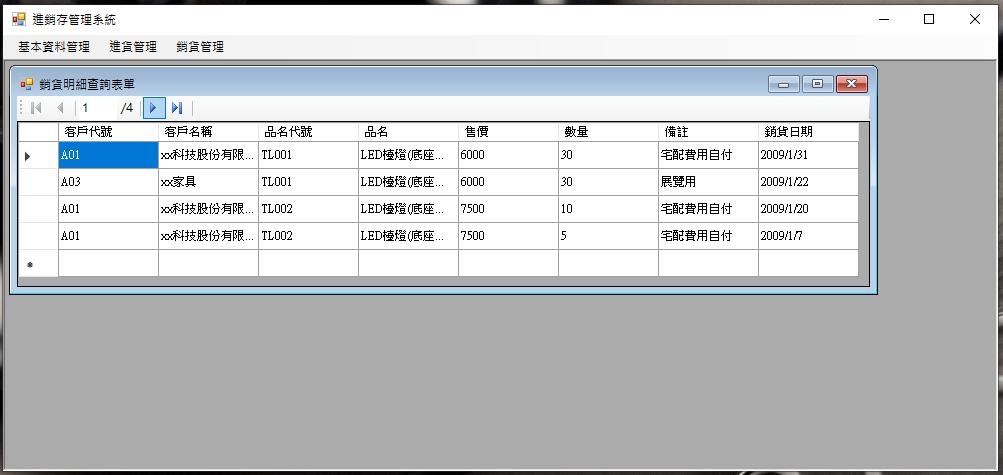 進銷存管理系統
基本資料管理 進貨管理 銷貨管理
銷貨明細查詢表單
1 /4
客戶代號 客戶名稱 品名代號 品名 售價 數量 備註 銷貨日期
A01 xx科技股份有限... TL001 LED檯燈(底座... 6000 30 宅配費用自付 2009/1/31
A03 xx家具 TL001 LED檯燈(底座... 6000 30 展覽用 2009/1/22
A01 xx科技股份有限... TL002 LED檯燈(底座... 7500 10 宅配費用自付 2009/1/20
A01 xx科技股份有限... TL002 LED檯燈(底座... 7500 5 宅配費用自付 2009/1/7